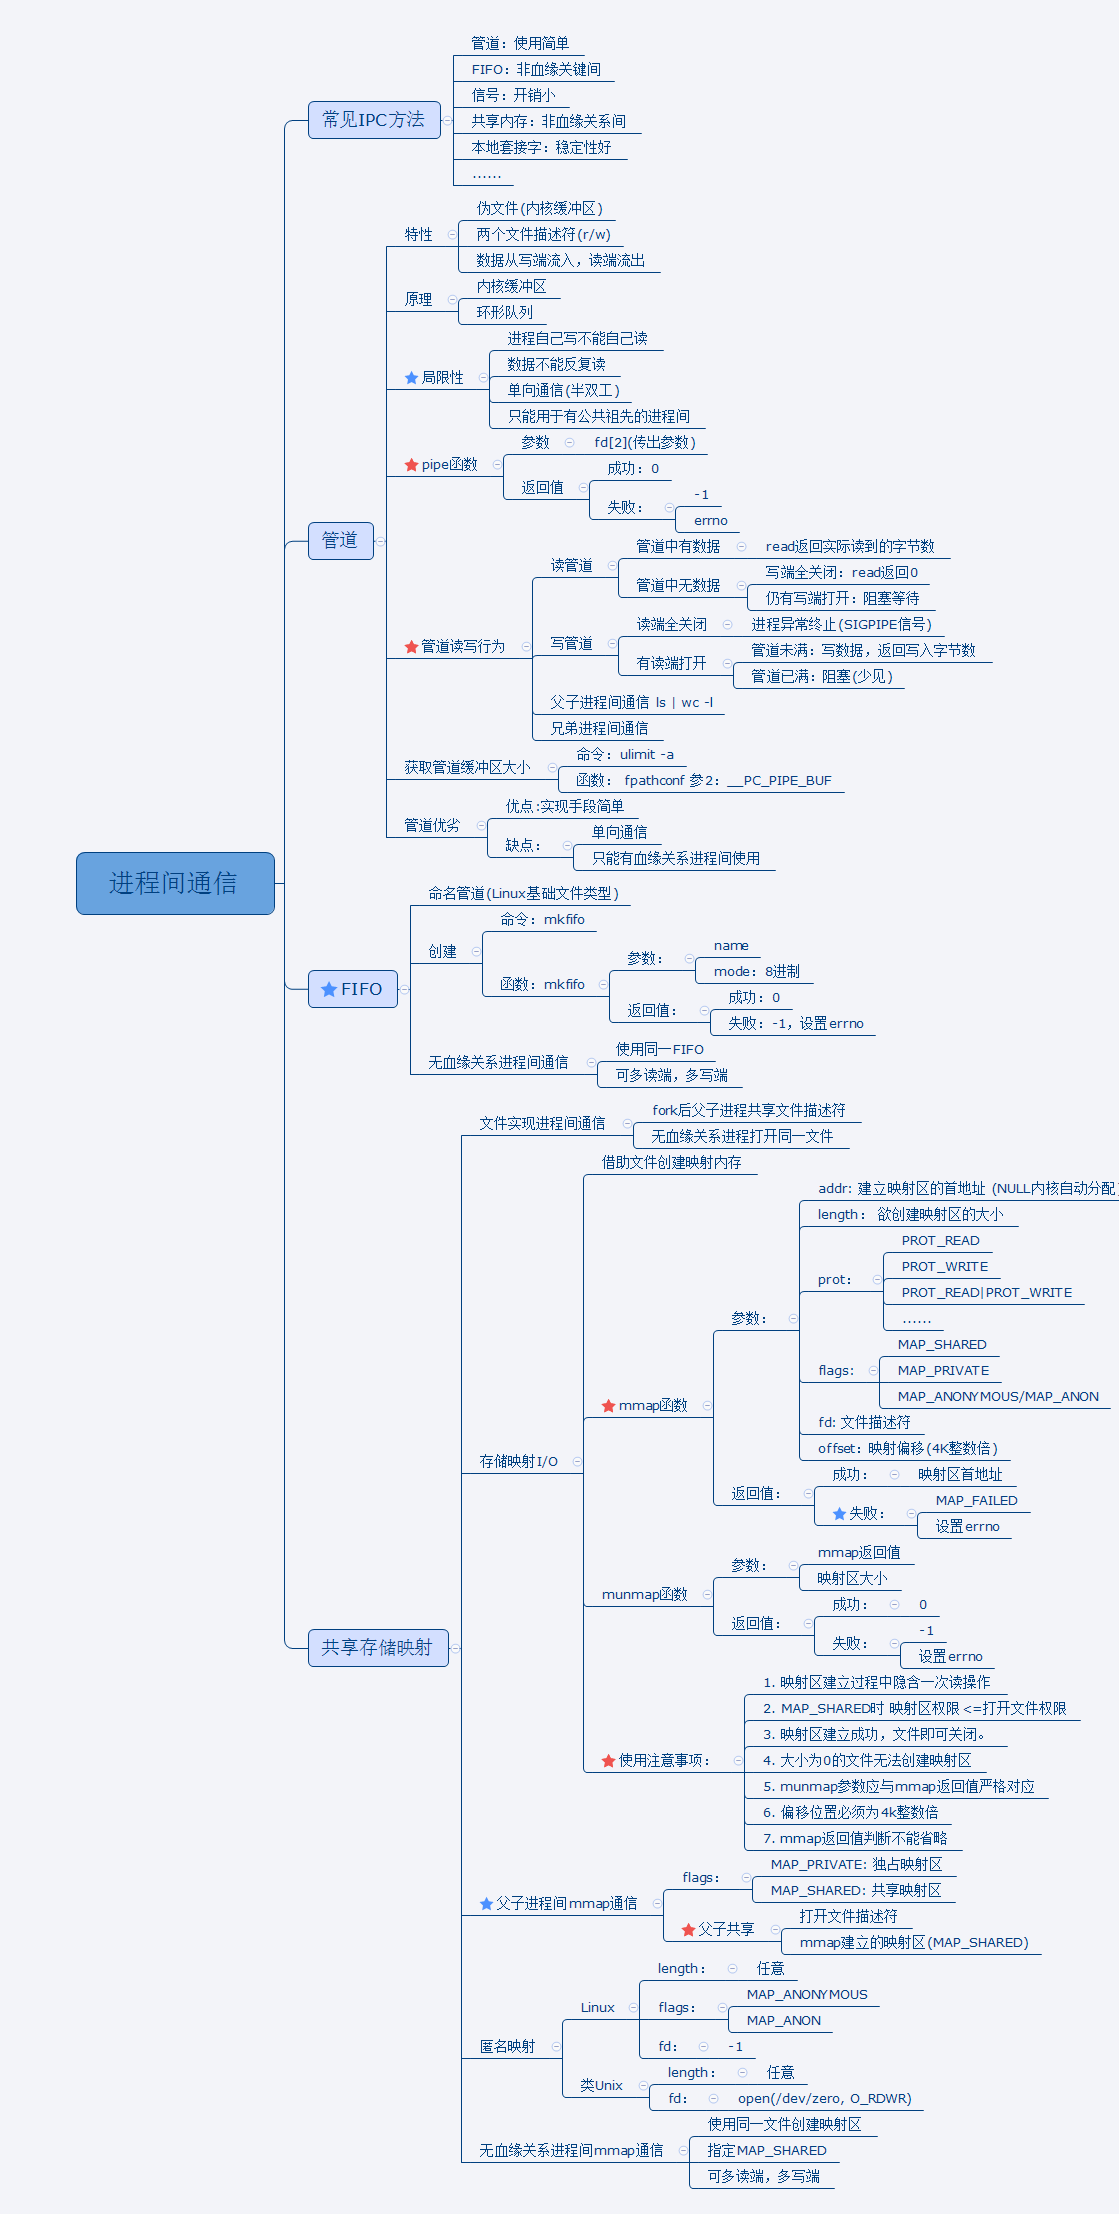 进程间通信
常见IPC方法
管道：使用简单
FIFO：非血缘关键间
信号：开销小
共享内存：非血缘关系间
本地套接字：稳定性好
……
管道
特性
伪文件(内核缓冲区)
两个文件描述符(r/w)
数据从写端流入，读端流出
原理
内核缓冲区
环形队列
局限性
进程自己写不能自己读
数据不能反复读
单向通信(半双工)
只能用于有公共祖先的进程间
pipe函数
参数
fd[2](传出参数)
返回值
成功：0
失败：
-1
errno
管道读写行为
读管道
管道中有数据
read返回实际读到的字节数
管道中无数据
写端全关闭：read返回0
仍有写端打开：阻塞等待
写管道
读端全关闭
进程异常终止(SIGPIPE信号)
有读端打开
管道未满：写数据，返回写入字节数
管道已满：阻塞(少见)
父子进程间通信 ls | wc -l
兄弟进程间通信
获取管道缓冲区大小
命令：ulimit -a
函数： fpathconf 参2：__PC_PIPE_BUF
管道优劣
优点:实现手段简单
缺点：
单向通信
只能有血缘关系进程间使用
FIFO
命名管道(Linux基础文件类型)
创建
命令：mkfifo
函数：mkfifo
参数：
name
mode：8进制
返回值：
成功：0
失败：-1，设置errno
无血缘关系进程间通信
使用同一FIFO
可多读端，多写端
共享存储映射
文件实现进程间通信
fork后父子进程共享文件描述符
无血缘关系进程打开同一文件
存储映射I/O
借助文件创建映射内存
mmap函数
参数：
addr: 建立映射区的首地址 (NULL内核自动分配)
length： 欲创建映射区的大小
prot：
PROT_READ
PROT_WRITE
PROT_READ|PROT_WRITE
……
flags:
MAP_SHARED
MAP_PRIVATE
MAP_ANONYMOUS/MAP_ANON
fd: 文件描述符
offset：映射偏移(4K整数倍)
返回值：
成功：
映射区首地址
失败：
MAP_FAILED
设置errno
munmap函数
参数：
mmap返回值
映射区大小
返回值：
成功：
0
失败：
-1
设置errno
使用注意事项：
1. 映射区建立过程中隐含一次读操作
2. MAP_SHARED时 映射区权限 <=打开文件权限
3. 映射区建立成功，文件即可关闭。
4. 大小为0的文件无法创建映射区
5. munmap参数应与mmap返回值严格对应
6. 偏移位置必须为4k整数倍
7. mmap返回值判断不能省略
父子进程间mmap通信
flags：
MAP_PRIVATE: 独占映射区
MAP_SHARED: 共享映射区
父子共享
打开文件描述符
mmap建立的映射区(MAP_SHARED)
匿名映射
Linux
length：
任意
flags：
MAP_ANONYMOUS
MAP_ANON
fd：
-1
类Unix
length：
任意
fd：
open(/dev/zero, O_RDWR)
无血缘关系进程间mmap通信
使用同一文件创建映射区
指定MAP_SHARED
可多读端，多写端